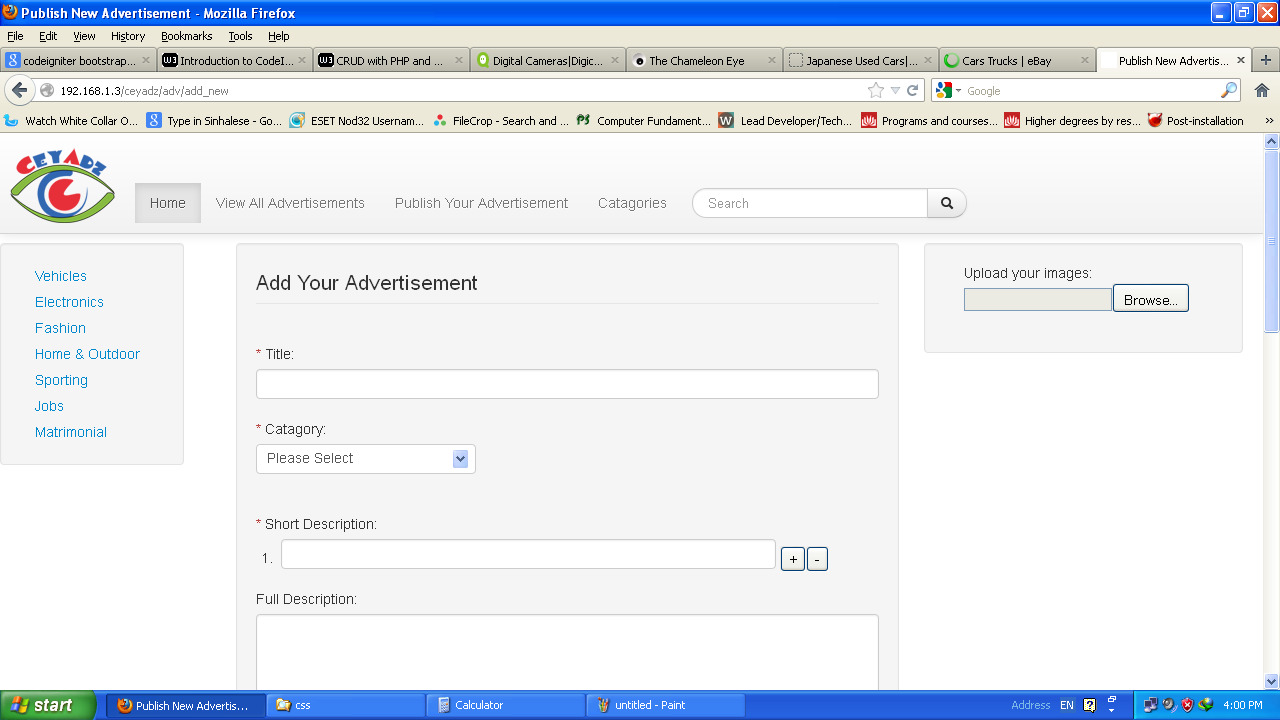 Publish New Advertisement - Mozilla Firefox
File Edit View History Bookmarks Tools Help
codeigniter bootstrap... Introduction to CodeI... CRUD with PHP and ... Digital Cameras|Digic... The Chameleon Eye Japanese Used Cars|... Cars Trucks | eBay Publish New Advertis...
192.168.1.3/ceyadz/adv/add_new Google
Watch White Collar O... Type in Sinhalese - Go... ESET Nod32 Usernam... FileCrop - Search and ... Computer Fundament... Lead Developer/Tech... Programs and courses... Higher degrees by res... Post-installation »
CEYADZ
Home View All Advertisements Publish Your Advertisement Catagories Search
Vehicles
Electronics
Fashion
Home & Outdoor
Sporting
Jobs
Matrimonial
Add Your Advertisement
* Title:
* Catagory:
Please Select
* Short Description:
1. + -
Full Description:
Upload your images:
Browse...
start Publish New Advertis... css Calculator untitled - Paint Address EN 4:00 PM